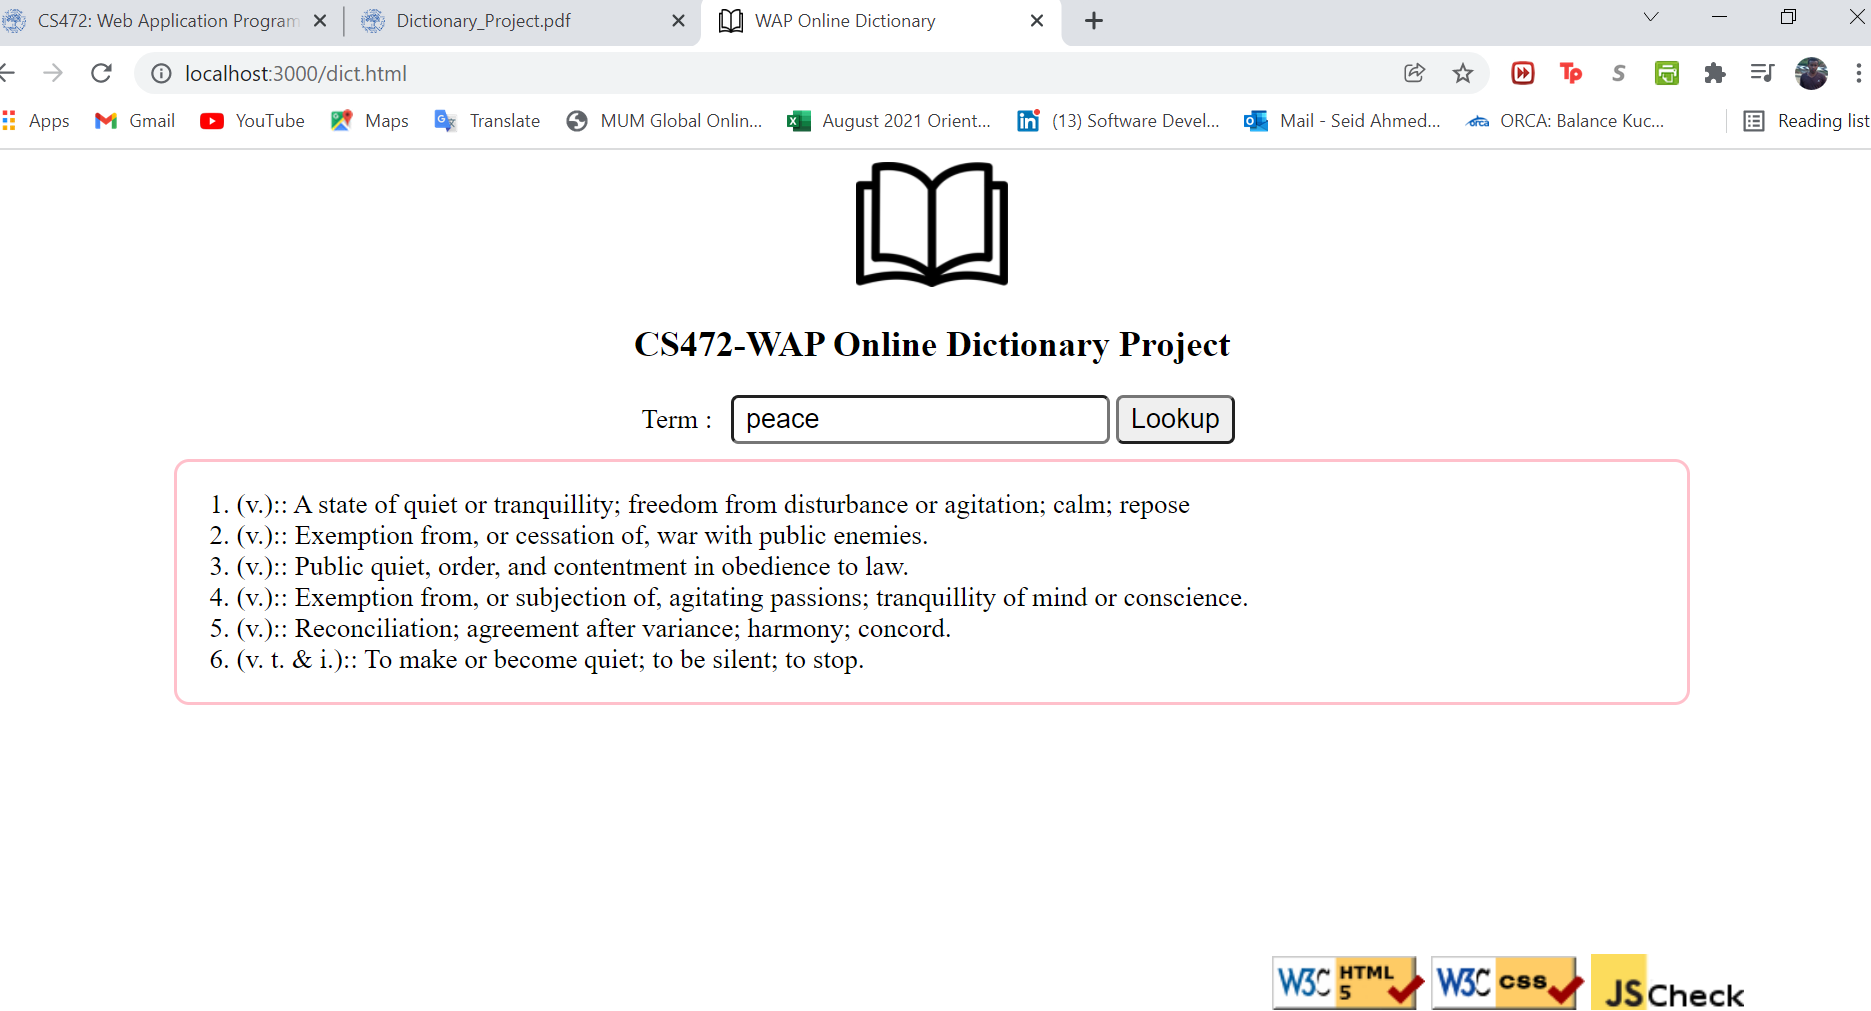 CS472: Web Application Program
Dictionary_Project.pdf
WAP Online Dictionary
localhost:3000/dict.html
Apps
Gmail
YouTube
Maps
Translate
MUM Global Onlin...
August 2021 Orient...
(13) Software Devel...
Mail - Seid Ahmed...
ORCA: Balance Kuc...
Reading list
CS472-WAP Online Dictionary Project
Term : peace Lookup
1. (v.):: A state of quiet or tranquillity; freedom from disturbance or agitation; calm; repose
2. (v.):: Exemption from, or cessation of, war with public enemies.
3. (v.):: Public quiet, order, and contentment in obedience to law.
4. (v.):: Exemption from, or subjection of, agitating passions; tranquillity of mind or conscience.
5. (v.):: Reconciliation; agreement after variance; harmony; concord.
6. (v. t. & i.):: To make or become quiet; to be silent; to stop.
W3C HTML 5
W3C CSS
JS Check